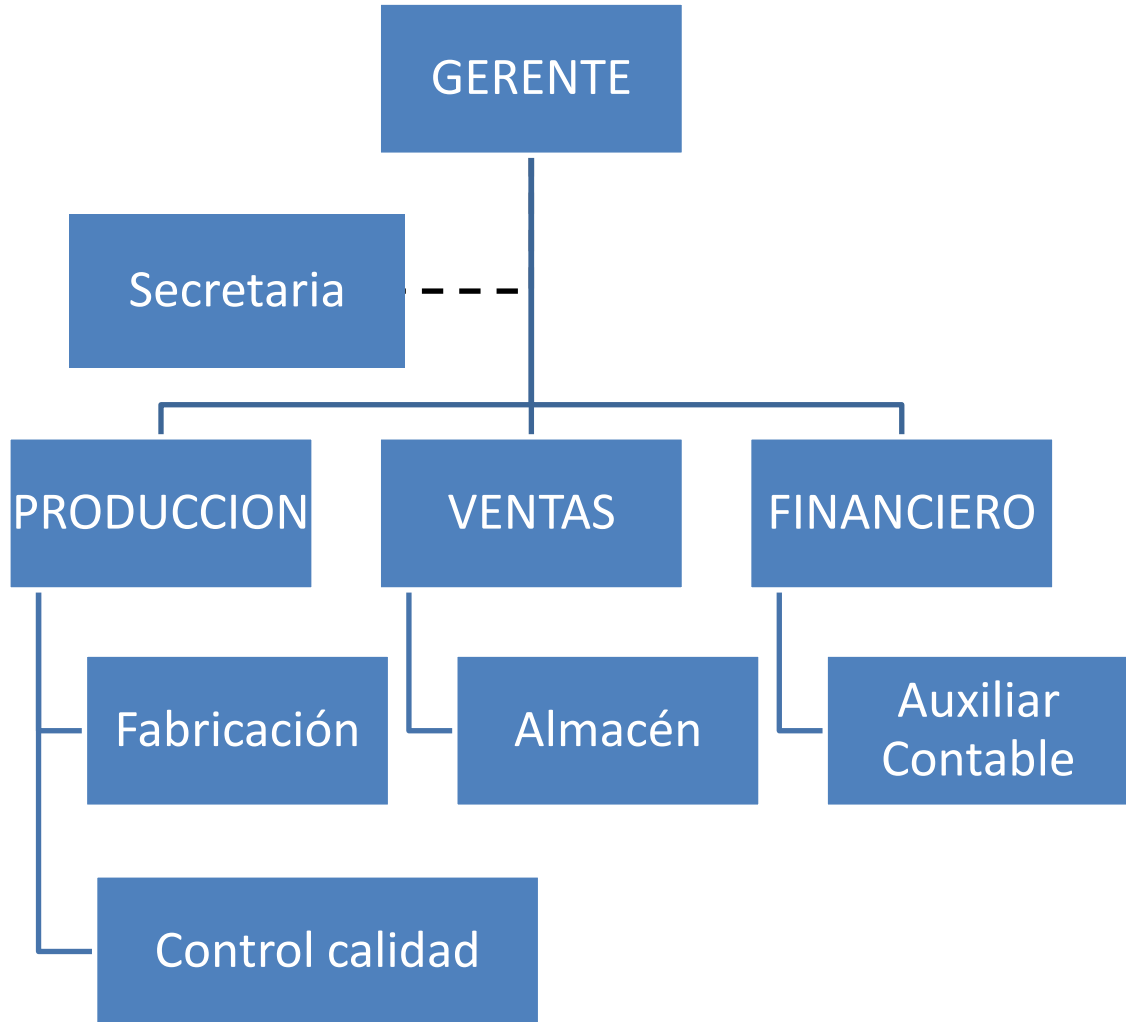 GERENTE
Secretaria
PRODUCCION
VENTAS
FINANCIERO
Fabricación
Almacén
Auxiliar
Contable
Control calidad